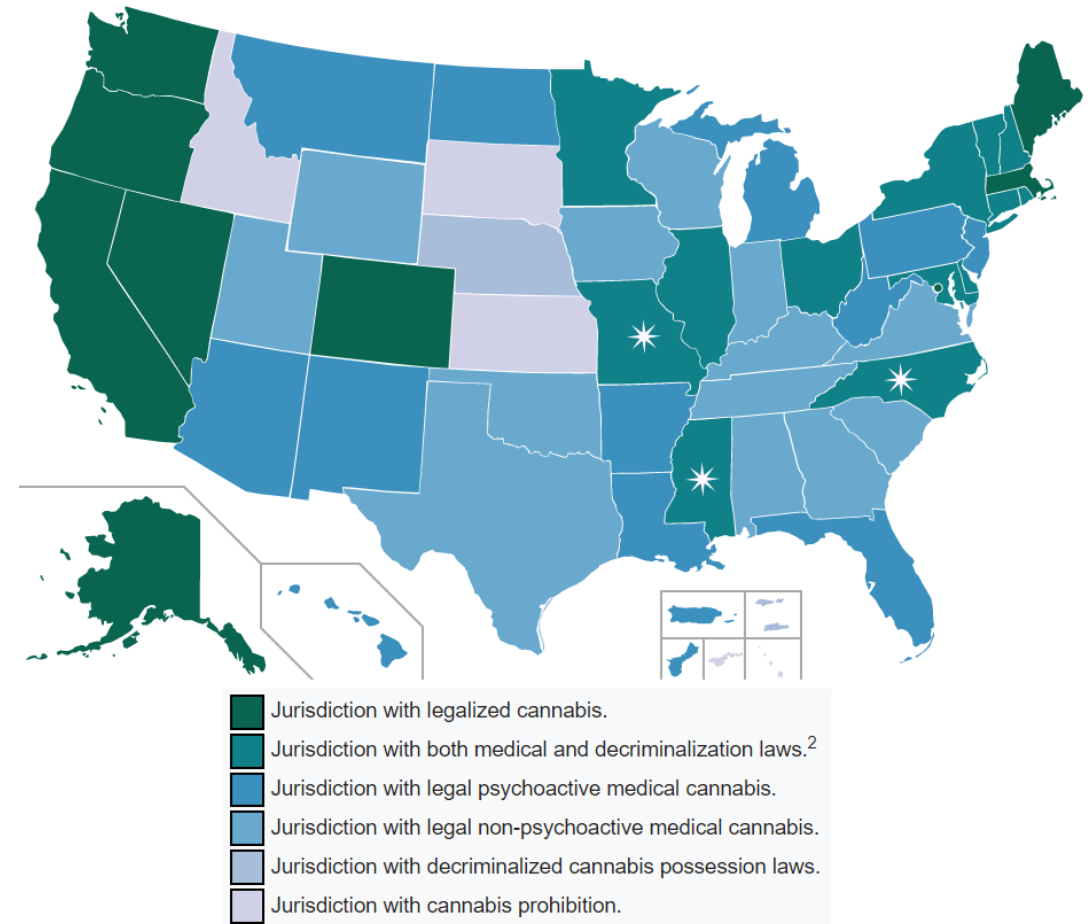 Jurisdiction with legalized cannabis.
Jurisdiction with both medical and decriminalization laws.2
Jurisdiction with legal psychoactive medical cannabis.
Jurisdiction with legal non-psychoactive medical cannabis.
Jurisdiction with decriminalized cannabis possession laws.
Jurisdiction with cannabis prohibition.